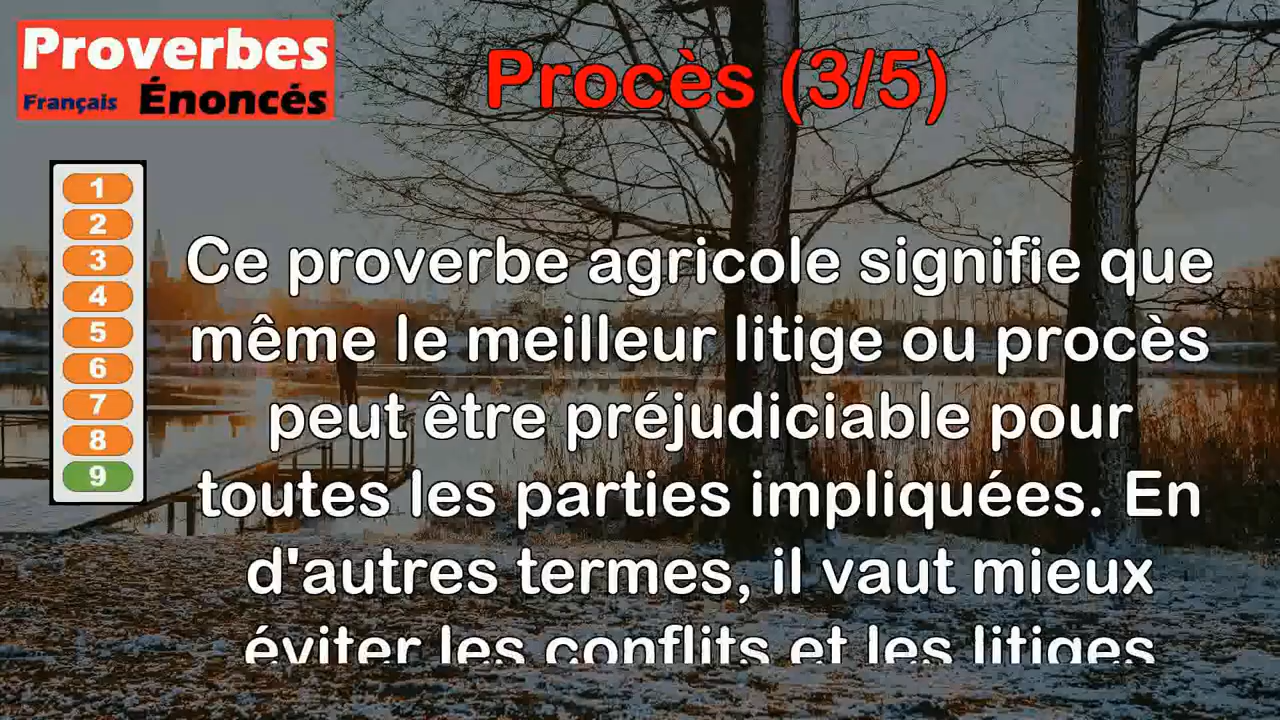 Proverbes
Français Énoncés
Procès (3/5)
1
2
3
4
5
6
7
8
9
Ce proverbe agricole signifie que
même le meilleur litige ou procès
peut être préjudiciable pour
toutes les parties impliquées. En
d'autres termes, il vaut mieux
éviter les conflits et les litiges